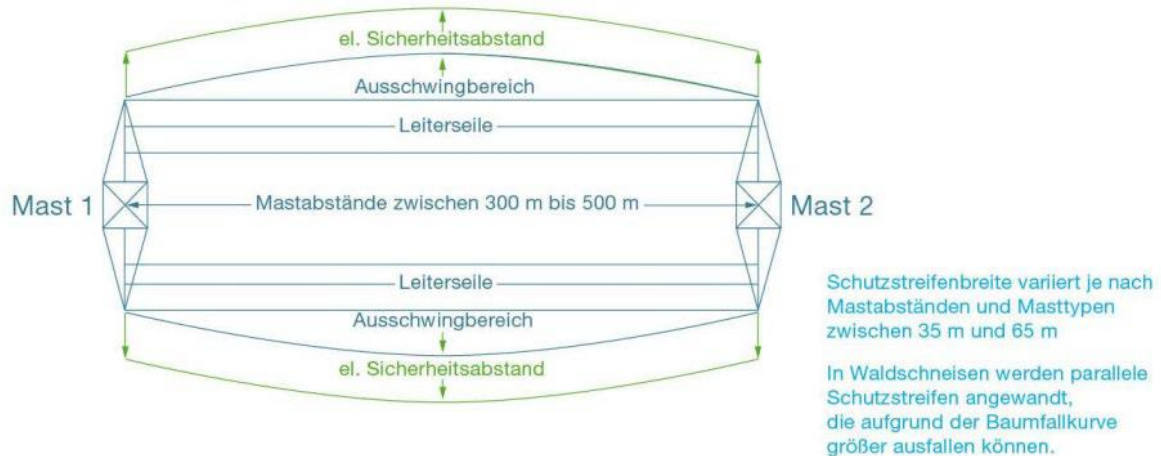 el. Sicherheitsabstand
Ausschwingbereich
Leiterseile
Mast 1
Mastabstände zwischen 300 m bis 500 m
Mast 2
Leiterseile
Ausschwingbereich
el. Sicherheitsabstand
Schutzstreifenbreite variiert je nach
Mastabständen und Masttypen
zwischen 35 m und 65 m
In Waldschneisen werden parallele
Schutzstreifen angewandt,
die aufgrund der Baumfallkurve
größer ausfallen können.